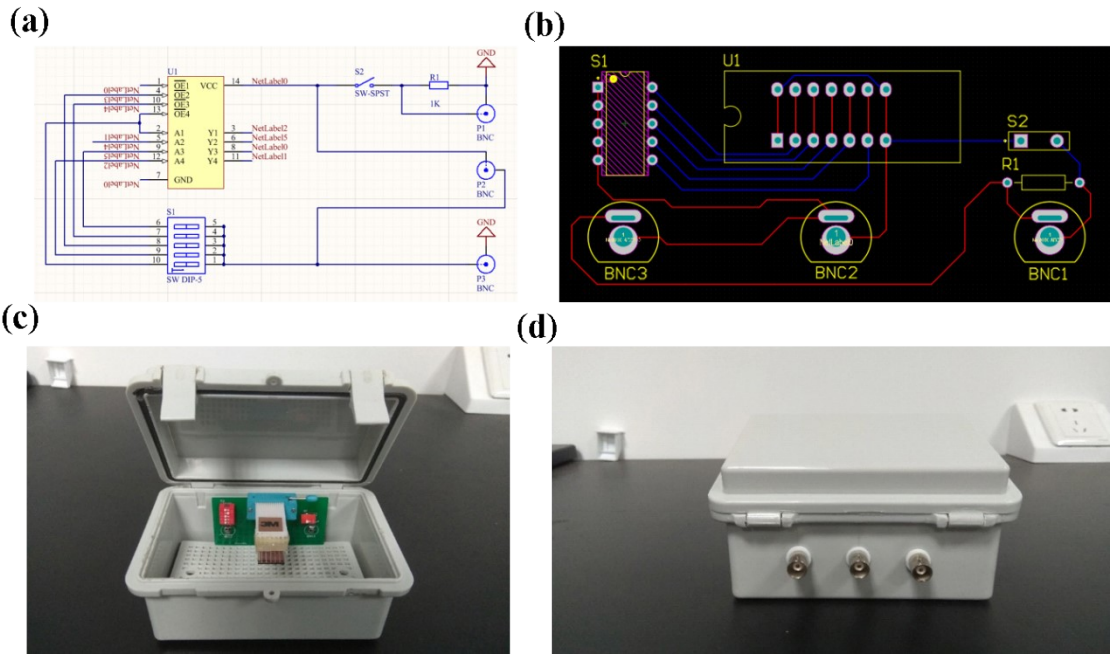 (a)
(b)
GND
U1
1
OE1
VCC
14
NetLabel0
S2
SW-SPST
R1
1K
4
OE2
10
OE3
13
OE4
P1
BNC
2
A1
Y1
3
NetLabel2
5
A2
Y2
6
NetLabel5
9
A3
Y3
8
NetLabel0
12
A4
Y4
11
NetLabel1
7
GND
P2
BNC
GND
S1
6
5
7
4
8
3
9
2
10
1
SW DIP-5
P3
BNC
S1
U1
S2
R1
BNC3
BNC2
BNC1
(c)
(d)
3M